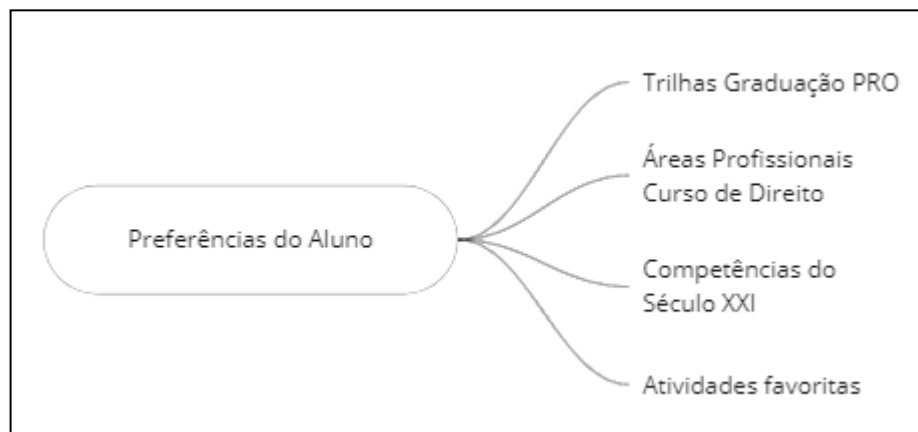 Preferências do Aluno
Trilhas Graduação PRO
Áreas Profissionais
Curso de Direito
Competências do
Século XXI
Atividades favoritas